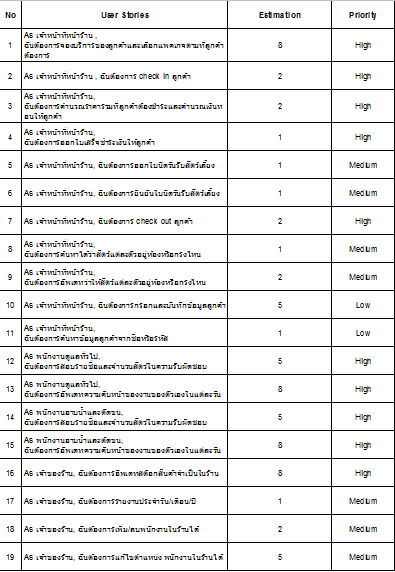 No User Stories Estimation Priority
1 As เจ้าหน้าที่หน้าร้าน , 8 High
ฉันต้องการจองบริการของลูกค้าและเลือกแพคเกจตามที่ลูกค้า
ต้องการ
2 As เจ้าหน้าที่หน้าร้าน , ฉันต้องการ check in ลูกค้า 2 High
3 As เจ้าหน้าที่หน้าร้าน, 2 High
ฉันต้องการคำนวณราคารวมที่ลูกค้าต้องชำระและคำนวณเงินท
อนให้ลูกค้า
4 As เจ้าหน้าที่หน้าร้าน, 1 High
ฉันต้องการออกใบเสร็จชำระเงินให้ลูกค้า
5 As เจ้าหน้าที่หน้าร้าน, ฉันต้องการออกใบนัดวันรับสัตว์เลี้ยง 1 Medium
6 As เจ้าหน้าที่หน้าร้าน, ฉันต้องการยืนยันใบนัดวันรับสัตว์เลี้ยง 1 Medium
7 As เจ้าหน้าที่หน้าร้าน, ฉันต้องการ check out ลูกค้า 2 High
8 As เจ้าหน้าที่หน้าร้าน, 1 Medium
ฉันต้องการค้นหาได้ว่าสัตว์แต่ละตัวอยู่ห้องหรือกรงไหน
9 As เจ้าหน้าที่หน้าร้าน, 2 Medium
ฉันต้องการอัพเดทว่าให้สัตว์แต่ละตัวอยู่ห้องหรือกรงไหน
10 As เจ้าหน้าที่หน้าร้าน, ฉันต้องการกรอกและบันทึกข้อมูลลูกค้า 5 Low
11 As เจ้าหน้าที่หน้าร้าน, 1 Low
ฉันต้องการค้นหาข้อมูลลูกค้าจากชื่อหรือรหัส
12 As พนักงานดูแลทั่วไป, 5 High
ฉันต้องการสอบรายชื่อและจำนวนสัตว์ในความรับผิดชอบ
13 As พนักงานดูแลทั่วไป, 8 High
ฉันต้องการอัพเดทความคืบหน้าของงานของตัวเองในแต่ละวัน
14 As พนักงานอาบน้ำและตัดขน, 5 High
ฉันต้องการสอบรายชื่อและจำนวนสัตว์ในความรับผิดชอบ
15 As พนักงานอาบน้ำและตัดขน, 8 High
ฉันต้องการอัพเดทความคืบหน้าของงานของตัวเองในแต่ละวัน
16 As เจ้าของร้าน, ฉันต้องการอัพเดทสต๊อกสินค้าจำเป็นในร้าน 8 High
17 As เจ้าของร้าน, ฉันต้องการรายงานประจำวัน/เดือน/ปี 1 Medium
18 As เจ้าของร้าน, ฉันต้องการเพิ่ม/ลบพนักงานในร้านได้ 2 Medium
19 As เจ้าของร้าน, ฉันต้องการแก้ไขตำแหน่ง พนักงานในร้านได้ 5 Medium